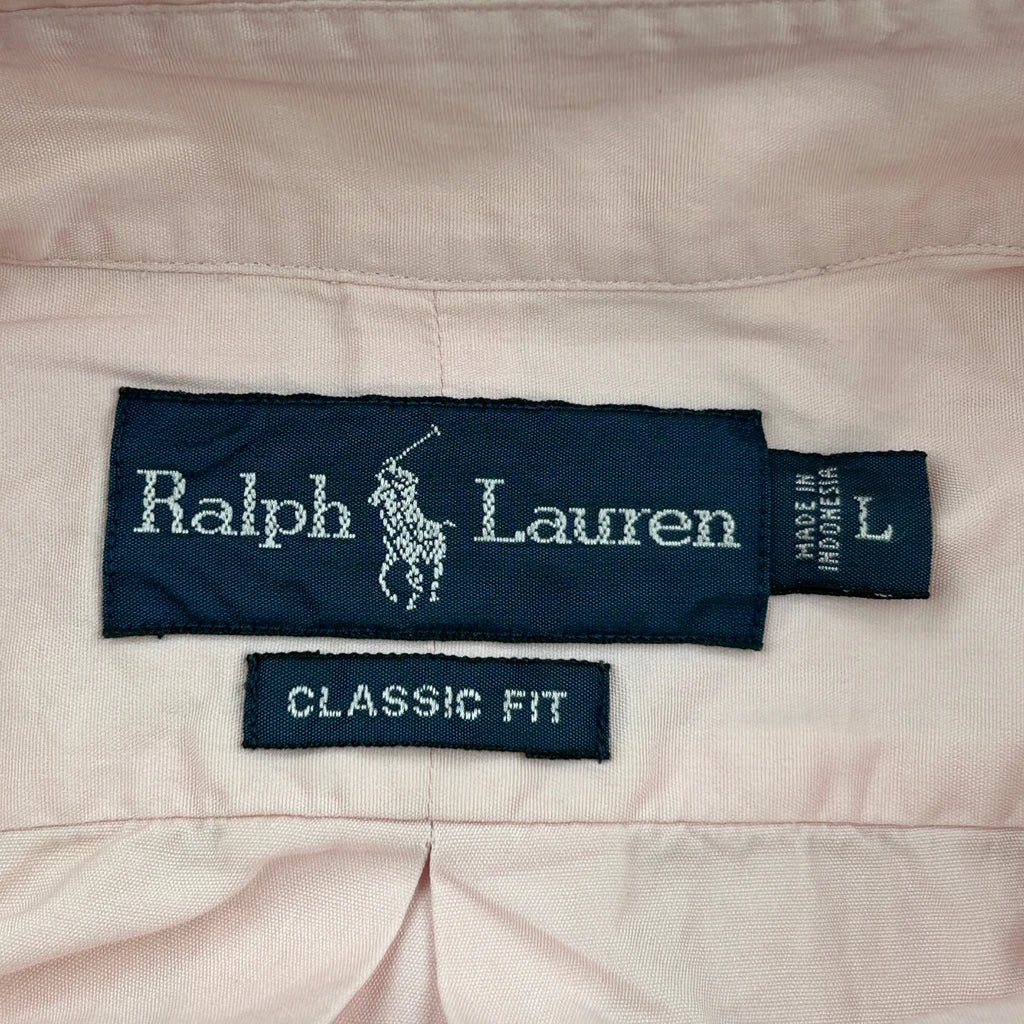 Ralph Lauren
MADE IN
INDONESIA
L
CLASSIC FIT